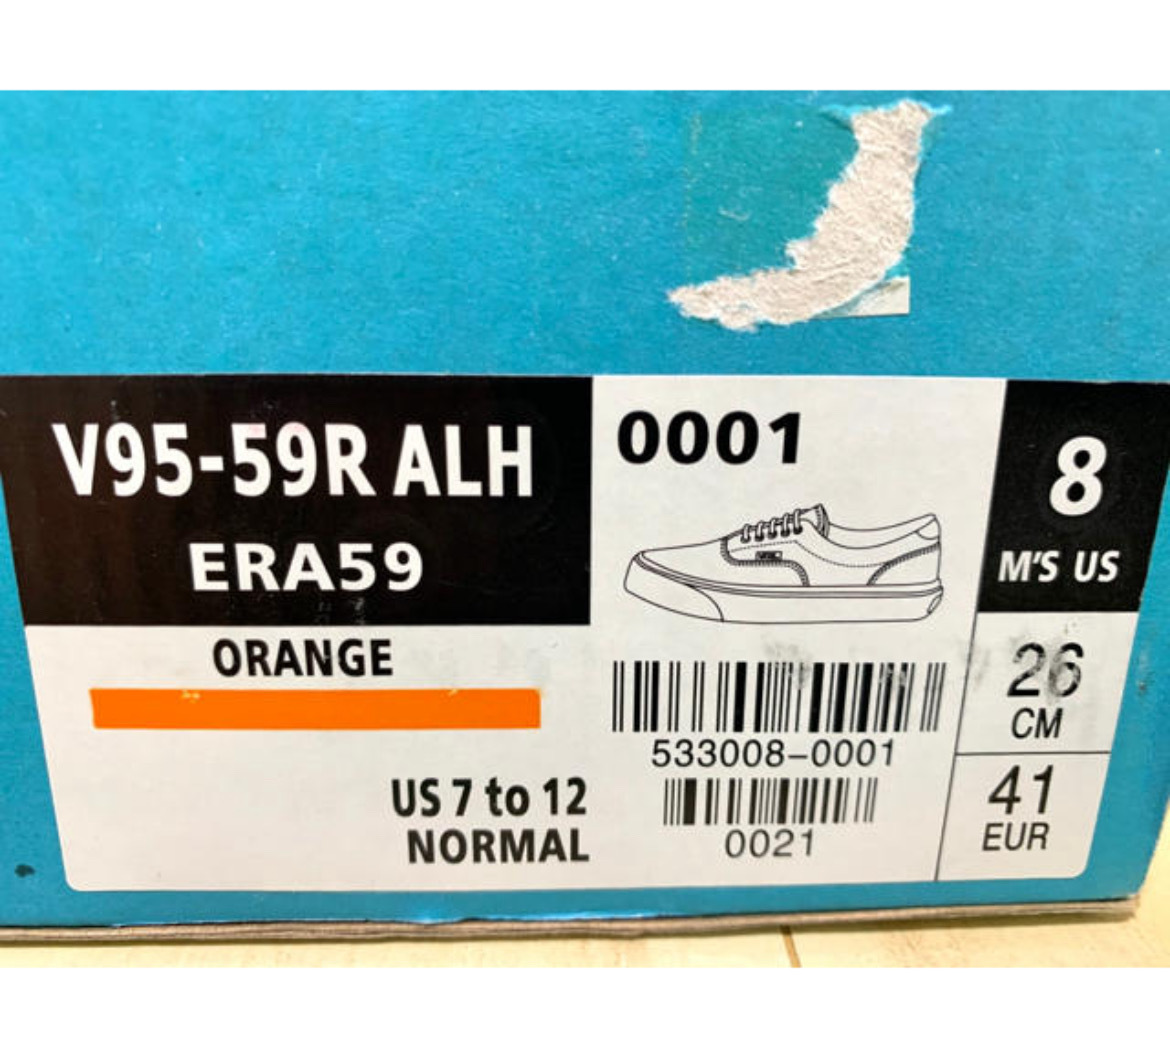 V95-59R ALH
ERA59
ORANGE
US 7 to 12
NORMAL
0001
533008-0001
0021
8
M'S US
26
CM
41
EUR